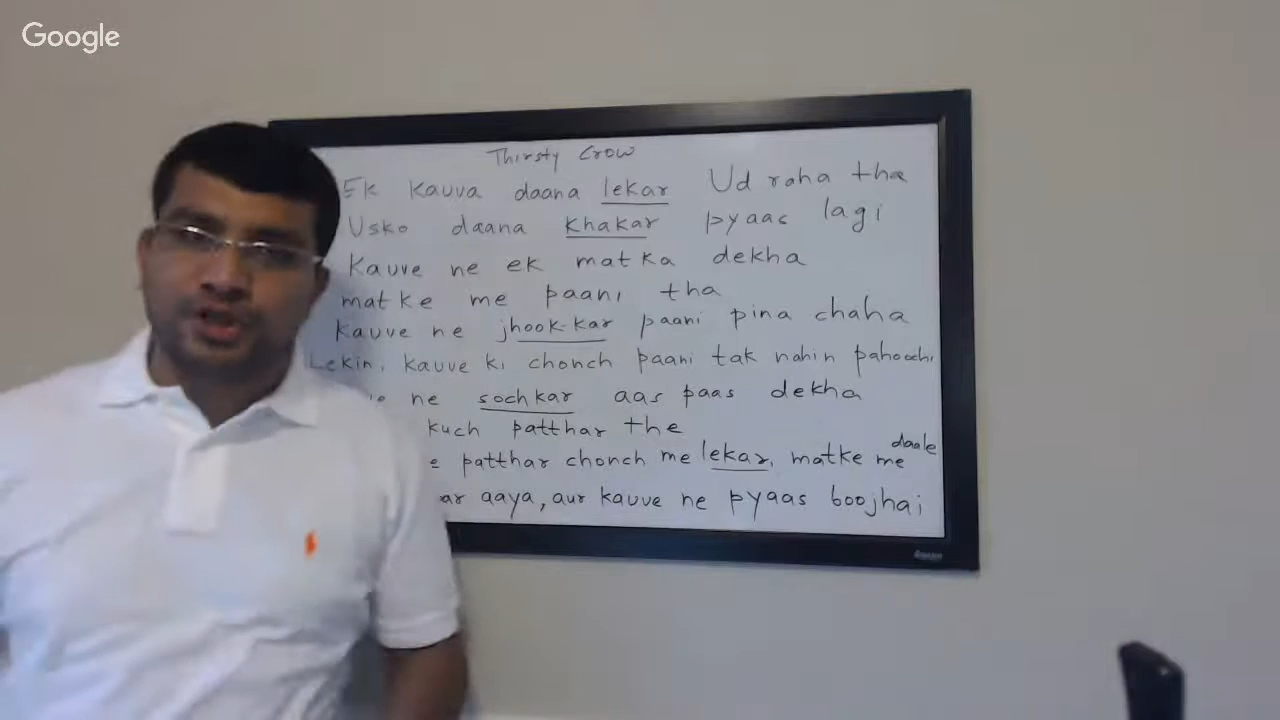 Google
Thirsty Crow
Ek kauva daana lekar Ud raha tha
Usko daana khakar pyaas lagi
Kauve ne ek matka dekha
matke me paani tha
Kauve ne jhook-kar paani pina chaha
Lekin, kauve ki chonch paani tak nahin
ne sochkar aas paas dekha
kuch patthar the
patthar chonch me lekar, matke me daale
aaya, aur kauve ne pyaas boojhai